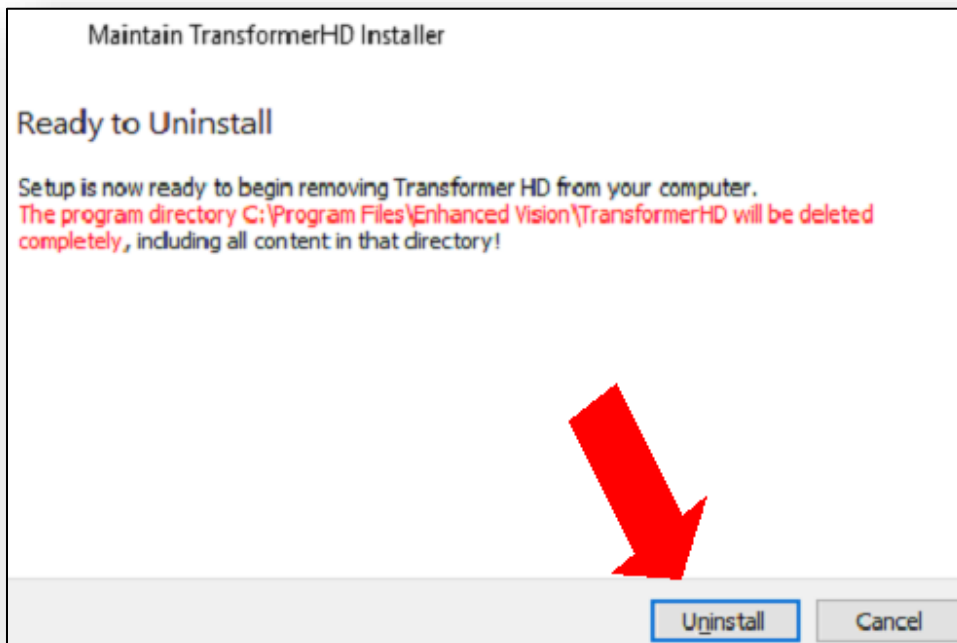 Maintain TransformerHD Installer
Ready to Uninstall
Setup is now ready to begin removing Transformer HD from your computer.
The program directory C:\Program Files\Enhanced Vision\TransformerHD will be deleted
completely, including all content in that directory!
Uninstall
Cancel